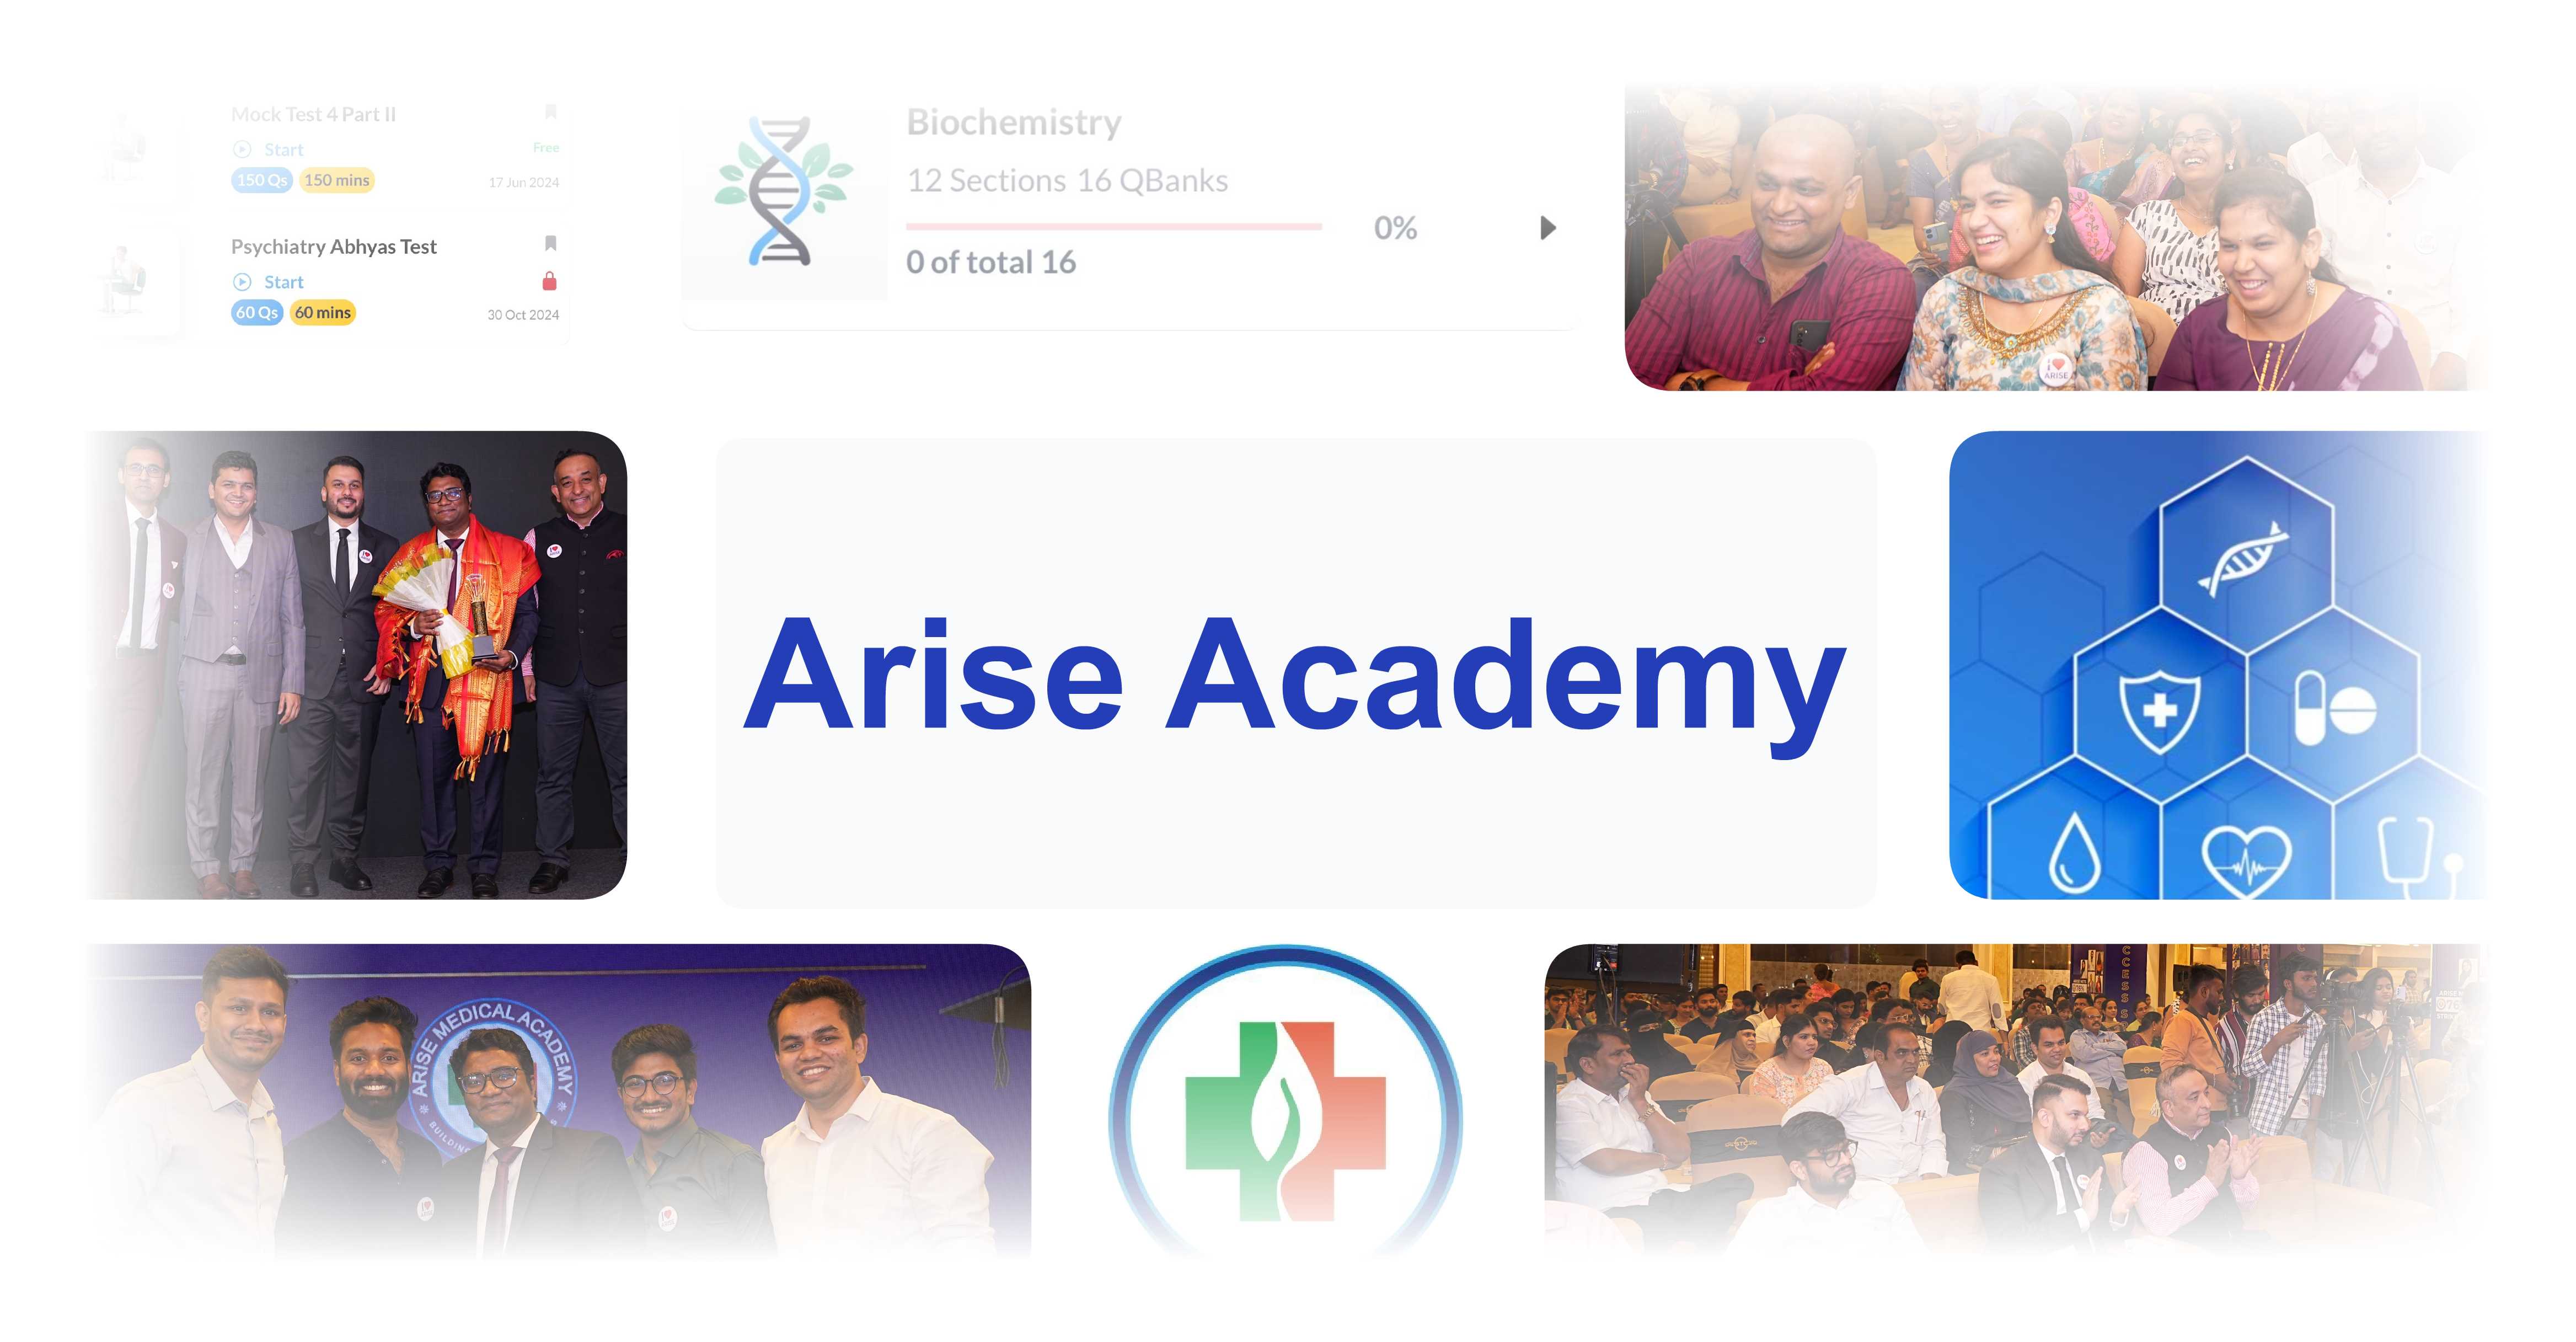 Mock Test 4 Part II
Start
Free
150 Qs
150 mins
17 Jun 2024
Psychiatry Abhyas Test
Start
60 Qs
60 mins
30 Oct 2024
Biochemistry
12 Sections 16 QBanks
0%
0 of total 16
I
ARISE
Arise Academy
ARISE MEDICAL ACADEMY
CCESS